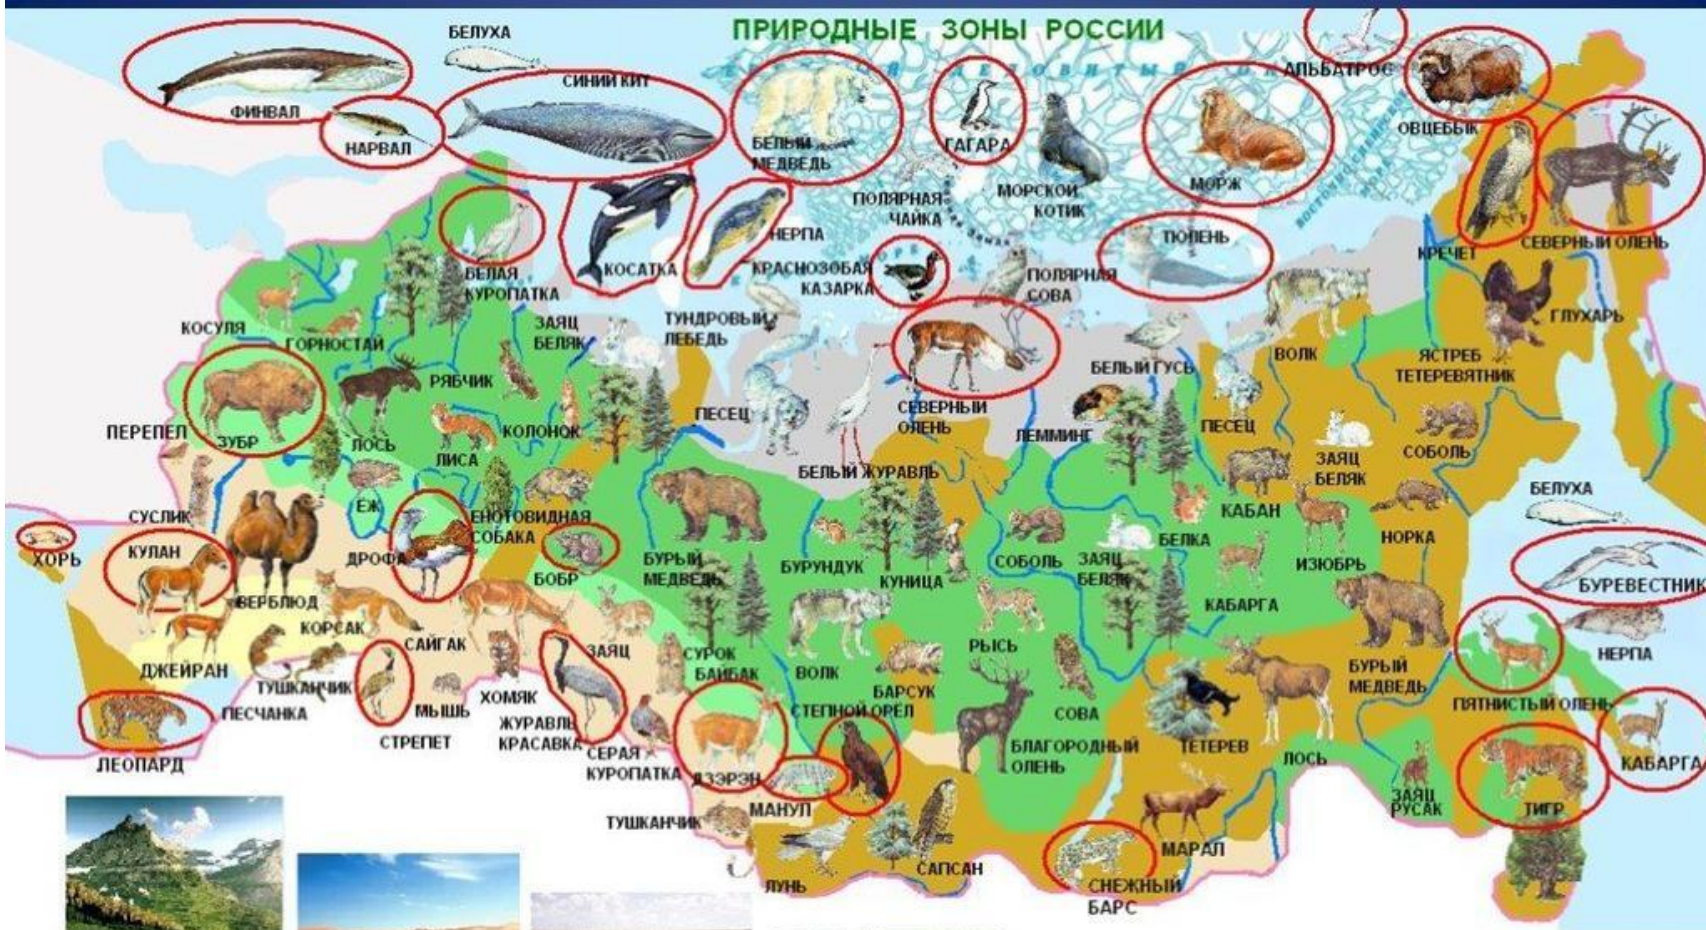 ПРИРОДНЫЕ ЗОНЫ РОССИИ
БЕЛУХА
СИНИЙ КИТ
ФИНВАЛ
НАРВАЛ
БЕЛЫЙ
МЕДВЕДЬ
ГАГАРА
МОРСКОЙ
КОТИК
МОРЖ
АЛЬБАТРОС
ОВЦЕБЫК
ПОЛЯРНАЯ
ЧАЙКА
ТЮЛЕНЬ
КРЕЧЕТ
СЕВЕРНЫЙ ОЛЕНЬ
БЕЛАЯ
КУРОПАТКА
КОСАТКА
НЕРПА
КРАСНОЗОБАЯ
КАЗАРКА
ПОЛЯРНАЯ
СОВА
КОСУЛЯ
ГОРНОСТАЙ
ЗАЯЦ
БЕЛЯК
ТУНДРОВЫЙ
ЛЕБЕДЬ
БЕЛЫЙ ГУСЬ
ВОЛК
ГЛУХАРЬ
ЯСТРЕБ
ТЕТЕРЕВЯТНИК
РЯБЧИК
ПЕСЕЦ
СЕВЕРНЫЙ
ОЛЕНЬ
ЛЕММИНГ
ПЕСЕЦ
ПЕРЕПЕЛ
ЗУБР
ЛОСЬ
ЛИСА
КОЛОНОК
БЕЛЫЙ ЖУРАВЛЬ
ЗАЯЦ
БЕЛЯК
СОБОЛЬ
СУСЛИК
ЕЖ
ЕНОТОВИДНАЯ
СОБАКА
КАБАН
БЕЛУХА
ХОРЬ
КУЛАН
ДРОФА
БОБР
БУРЫЙ
МЕДВЕДЬ
БУРУНДУК
КУНИЦА
СОБОЛЬ
ЗАЯЦ
БЕЛЯК
БЕЛКА
ИЗЮБРЬ
НОРКА
БУРЕВЕСТНИК
ВЕРБЛЮД
КОРСАК
САЙГАК
КАБАРГА
ДЖЕЙРАН
ТУШКАНЧИК
ЗАЯЦ
СУРОК
БАЙБАК
ВОЛК
БАРСУК
РЫСЬ
БУРЫЙ
МЕДВЕДЬ
НЕРПА
ПЕСЧАНКА
МЫШЬ
ХОМЯК
СТЕПНОЙ ОРЁЛ
СОВА
ПЯТНИСТЫЙ ОЛЕНЬ
ЛЕОПАРД
СТРЕПЕТ
ЖУРАВЛЬ
КРАСАВКА
СЕРАЯ
КУРОПАТКА
ДЗЭРЭН
БЛАГОРОДНЫЙ
ОЛЕНЬ
ТЕТЕРЕВ
ЛОСЬ
КАБАРГА
ТУШКАНЧИК
МАНУЛ
ЗАЯЦ
РУСАК
ТИГР
ЛУНЬ
САПСАН
МАРАЛ
СНЕЖНЫЙ
БАРС